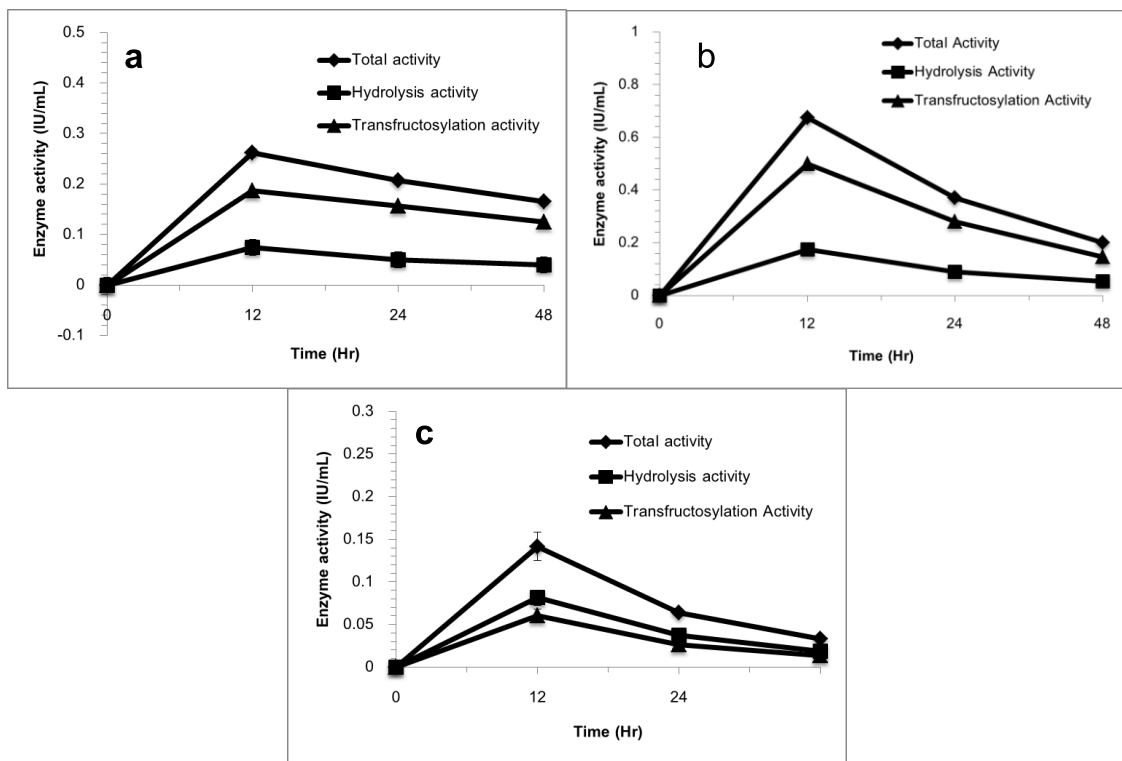 a
Total activity
Hydrolysis activity
Transfructosylation activity
Enzyme activity (IU/mL)
0.5
0.4
0.3
0.2
0.1
0
-0.1
0 12 24 48
Time (Hr)
b
Total Activity
Hydrolysis Activity
Transfructosylation Activity
Enzyme activity (IU/mL)
1
0.8
0.6
0.4
0.2
0
0 12 24 48
Time (Hr)
c
Total activity
Hydrolysis activity
Transfructosylation Activity
Enzyme activity (IU/mL)
0.3
0.25
0.2
0.15
0.1
0.05
0
0 12 24
Time (Hr)